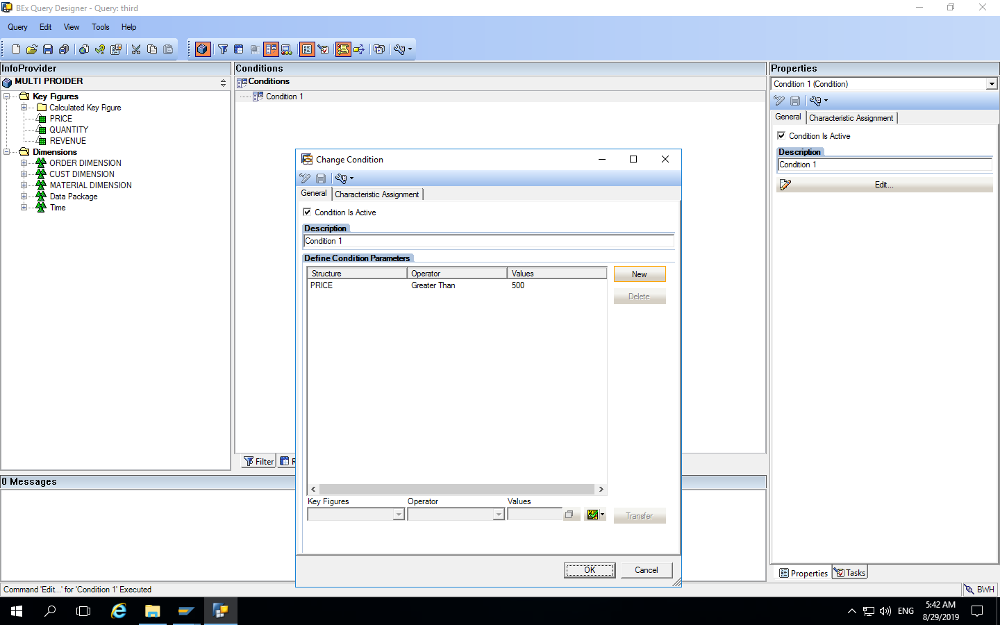 BEx Query Designer - Query: third
Query Edit View Tools Help
InfoProvider
MULTI PROIDER
Key Figures
Calculated Key Figure
PRICE
QUANTITY
REVENUE
Dimensions
ORDER DIMENSION
CUST DIMENSION
MATERIAL DIMENSION
Data Package
Time
Conditions
Conditions
Condition 1
Filter
Change Condition
General Characteristic Assignment
Condition Is Active
Description
Condition 1
Define Condition Parameters
Structure Operator Values
PRICE Greater Than 500
New
Delete
Key Figures Operator Values
Transfer
OK Cancel
Properties
Condition 1 (Condition)
General Characteristic Assignment
Condition Is Active
Description
Condition 1
Edit...
Properties Tasks
0 Messages
Command 'Edit...' for 'Condition 1' Executed
BWH
ENG
5:42 AM
8/29/2019